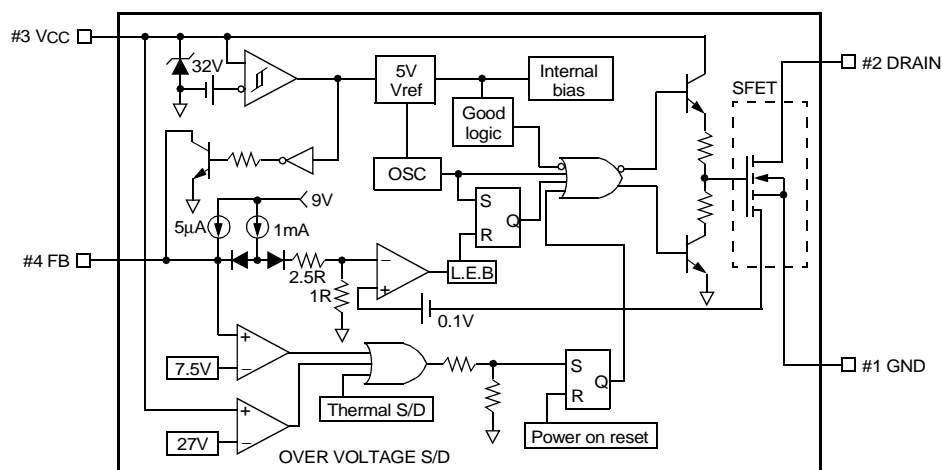 #3 VCC
32V
5V
Vref
Internal
bias
Good
logic
#2 DRAIN
SFET
OSC
S
R
Q
9V
5μA
1mA
#4 FB
2.5R
1R
−
+
L.E.B
0.1V
+
−
7.5V
Thermal S/D
S
R
Q
#1 GND
+
−
27V
Power on reset
OVER VOLTAGE S/D